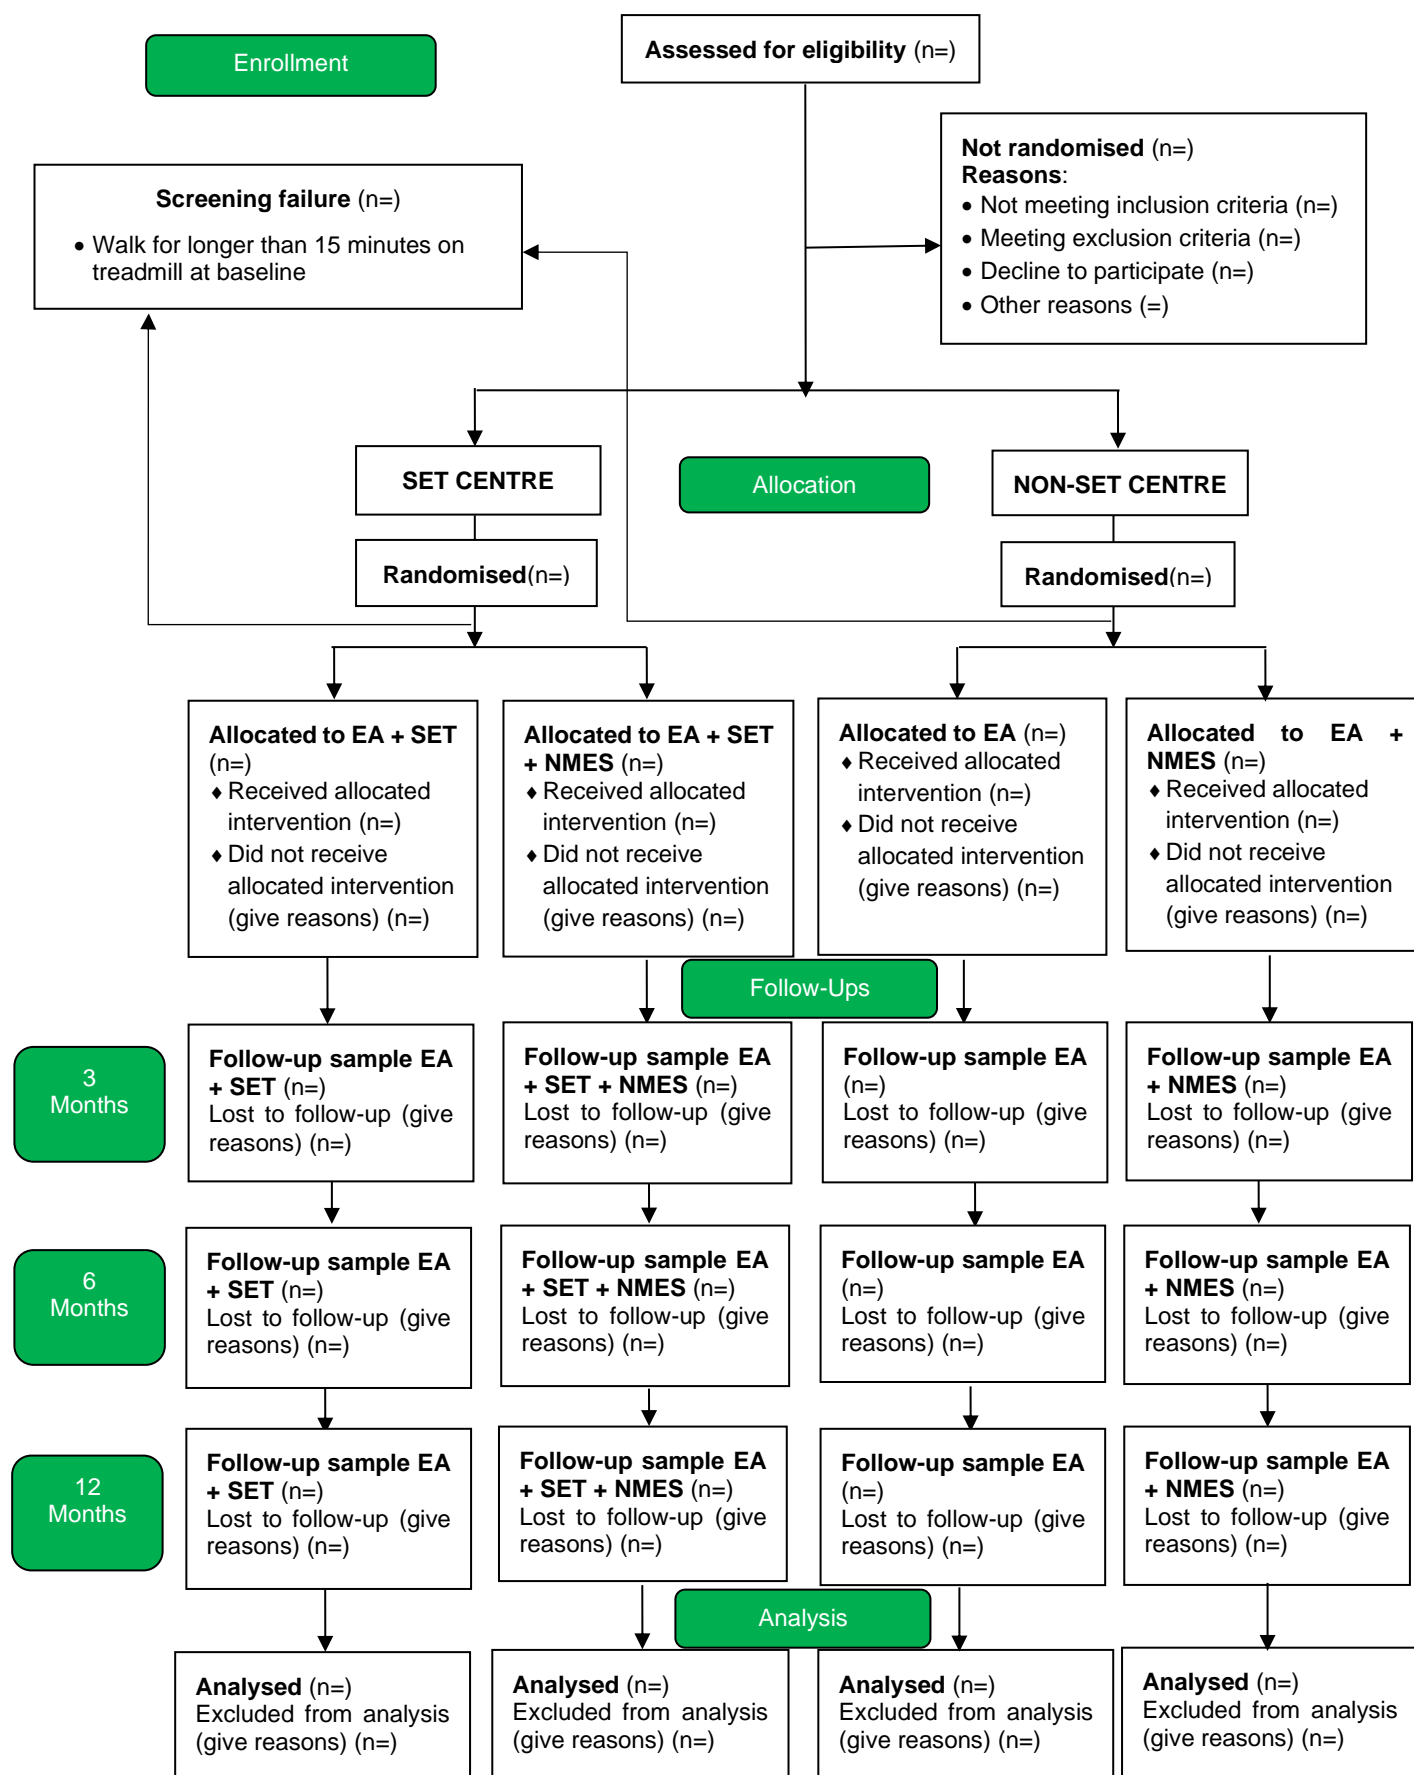 Enrollment
Assessed for eligibility (n=)
Not randomised (n=)
Reasons:
• Not meeting inclusion criteria (n=)
• Meeting exclusion criteria (n=)
• Decline to participate (n=)
• Other reasons (=)
Screening failure (n=)
• Walk for longer than 15 minutes on
treadmill at baseline
SET CENTRE
Allocation
NON-SET CENTRE
Randomised(n=)
Randomised(n=)
Allocated to EA + SET
(n=)
♦ Received allocated
intervention (n=)
♦ Did not receive
allocated intervention
(give reasons) (n=)
Allocated to EA + SET
+ NMES (n=)
♦ Received allocated
intervention (n=)
♦ Did not receive
allocated intervention
(give reasons) (n=)
Allocated to EA (n=)
♦ Received allocated
intervention (n=)
♦ Did not receive
allocated intervention
(give reasons) (n=)
Allocated to EA +
NMES (n=)
♦ Received allocated
intervention (n=)
♦ Did not receive
allocated intervention
(give reasons) (n=)
Follow-Ups
3
Months
Follow-up sample EA
+ SET (n=)
Lost to follow-up (give
reasons) (n=)
Follow-up sample EA
+ SET + NMES (n=)
Lost to follow-up (give
reasons) (n=)
Follow-up sample EA
(n=)
Lost to follow-up (give
reasons) (n=)
Follow-up sample EA
+ NMES (n=)
Lost to follow-up (give
reasons) (n=)
6
Months
Follow-up sample EA
+ SET (n=)
Lost to follow-up (give
reasons) (n=)
Follow-up sample EA
+ SET + NMES (n=)
Lost to follow-up (give
reasons) (n=)
Follow-up sample EA
(n=)
Lost to follow-up (give
reasons) (n=)
Follow-up sample EA
+ NMES (n=)
Lost to follow-up (give
reasons) (n=)
12
Months
Follow-up sample EA
+ SET (n=)
Lost to follow-up (give
reasons) (n=)
Follow-up sample EA
+ SET + NMES (n=)
Lost to follow-up (give
reasons) (n=)
Follow-up sample EA
(n=)
Lost to follow-up (give
reasons) (n=)
Follow-up sample EA
+ NMES (n=)
Lost to follow-up (give
reasons) (n=)
Analysis
Analysed (n=)
Excluded from analysis
(give reasons) (n=)
Analysed (n=)
Excluded from analysis
(give reasons) (n=)
Analysed (n=)
Excluded from analysis
(give reasons) (n=)
Analysed (n=)
Excluded from analysis
(give reasons) (n=)